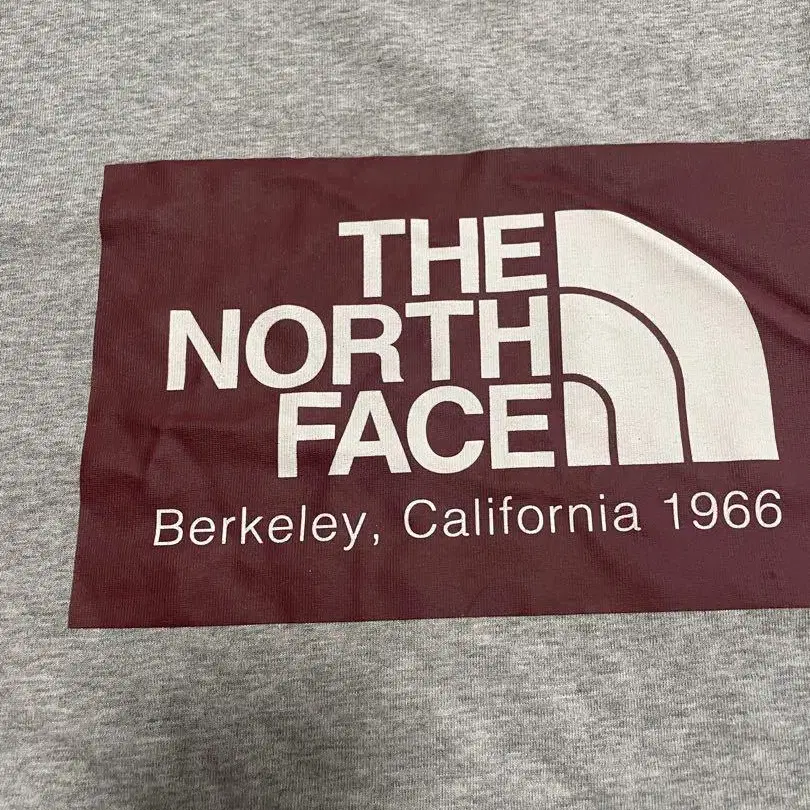 THE
NORTH
FACE
Berkeley, California 1966